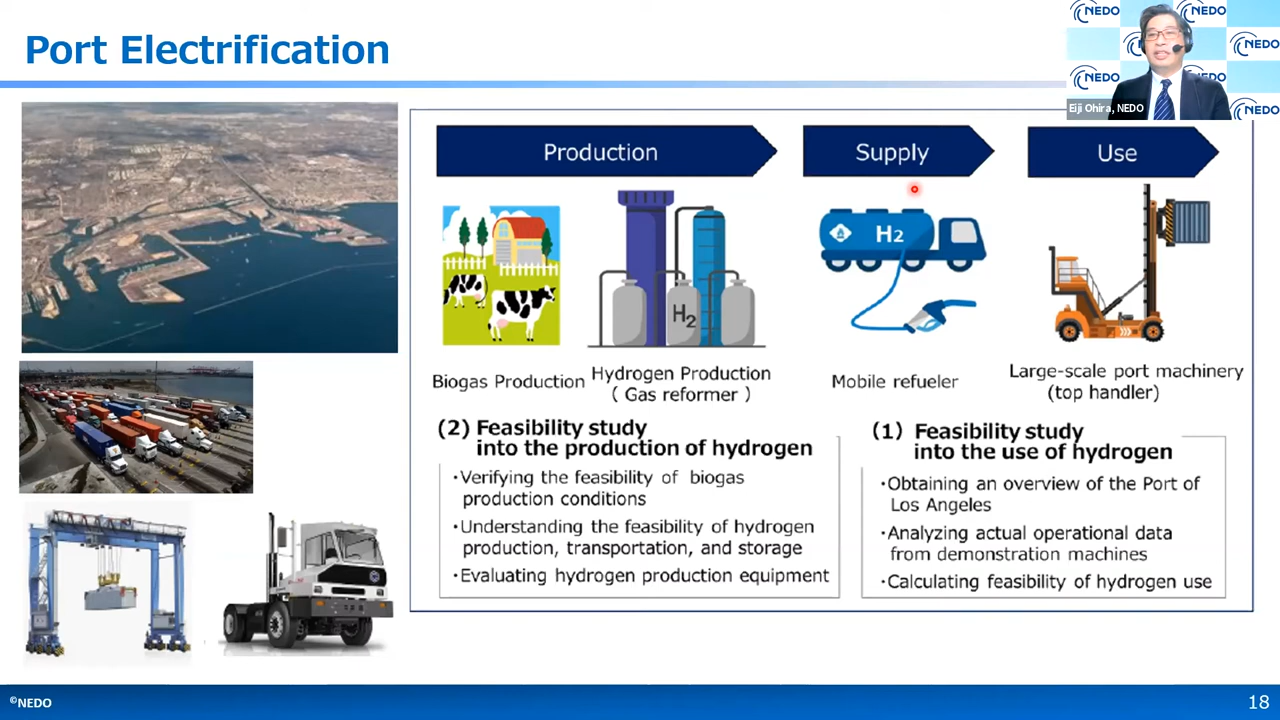 Port Electrification
NEDO
NEDO
NEDO
NEDO
NEDO
NEDO
Eiji Ohira, NEDO
Production
Supply
Use
H2
H2
Biogas Production
Hydrogen Production
( Gas reformer )
Mobile refueler
Large-scale port machinery
(top handler)
(2) Feasibility study
into the production of hydrogen
・Verifying the feasibility of biogas
production conditions
・Understanding the feasibility of hydrogen
production, transportation, and storage
・Evaluating hydrogen production equipment
(1) Feasibility study
into the use of hydrogen
・Obtaining an overview of the Port of
Los Angeles
・Analyzing actual operational data
from demonstration machines
・Calculating feasibility of hydrogen use
©NEDO
18